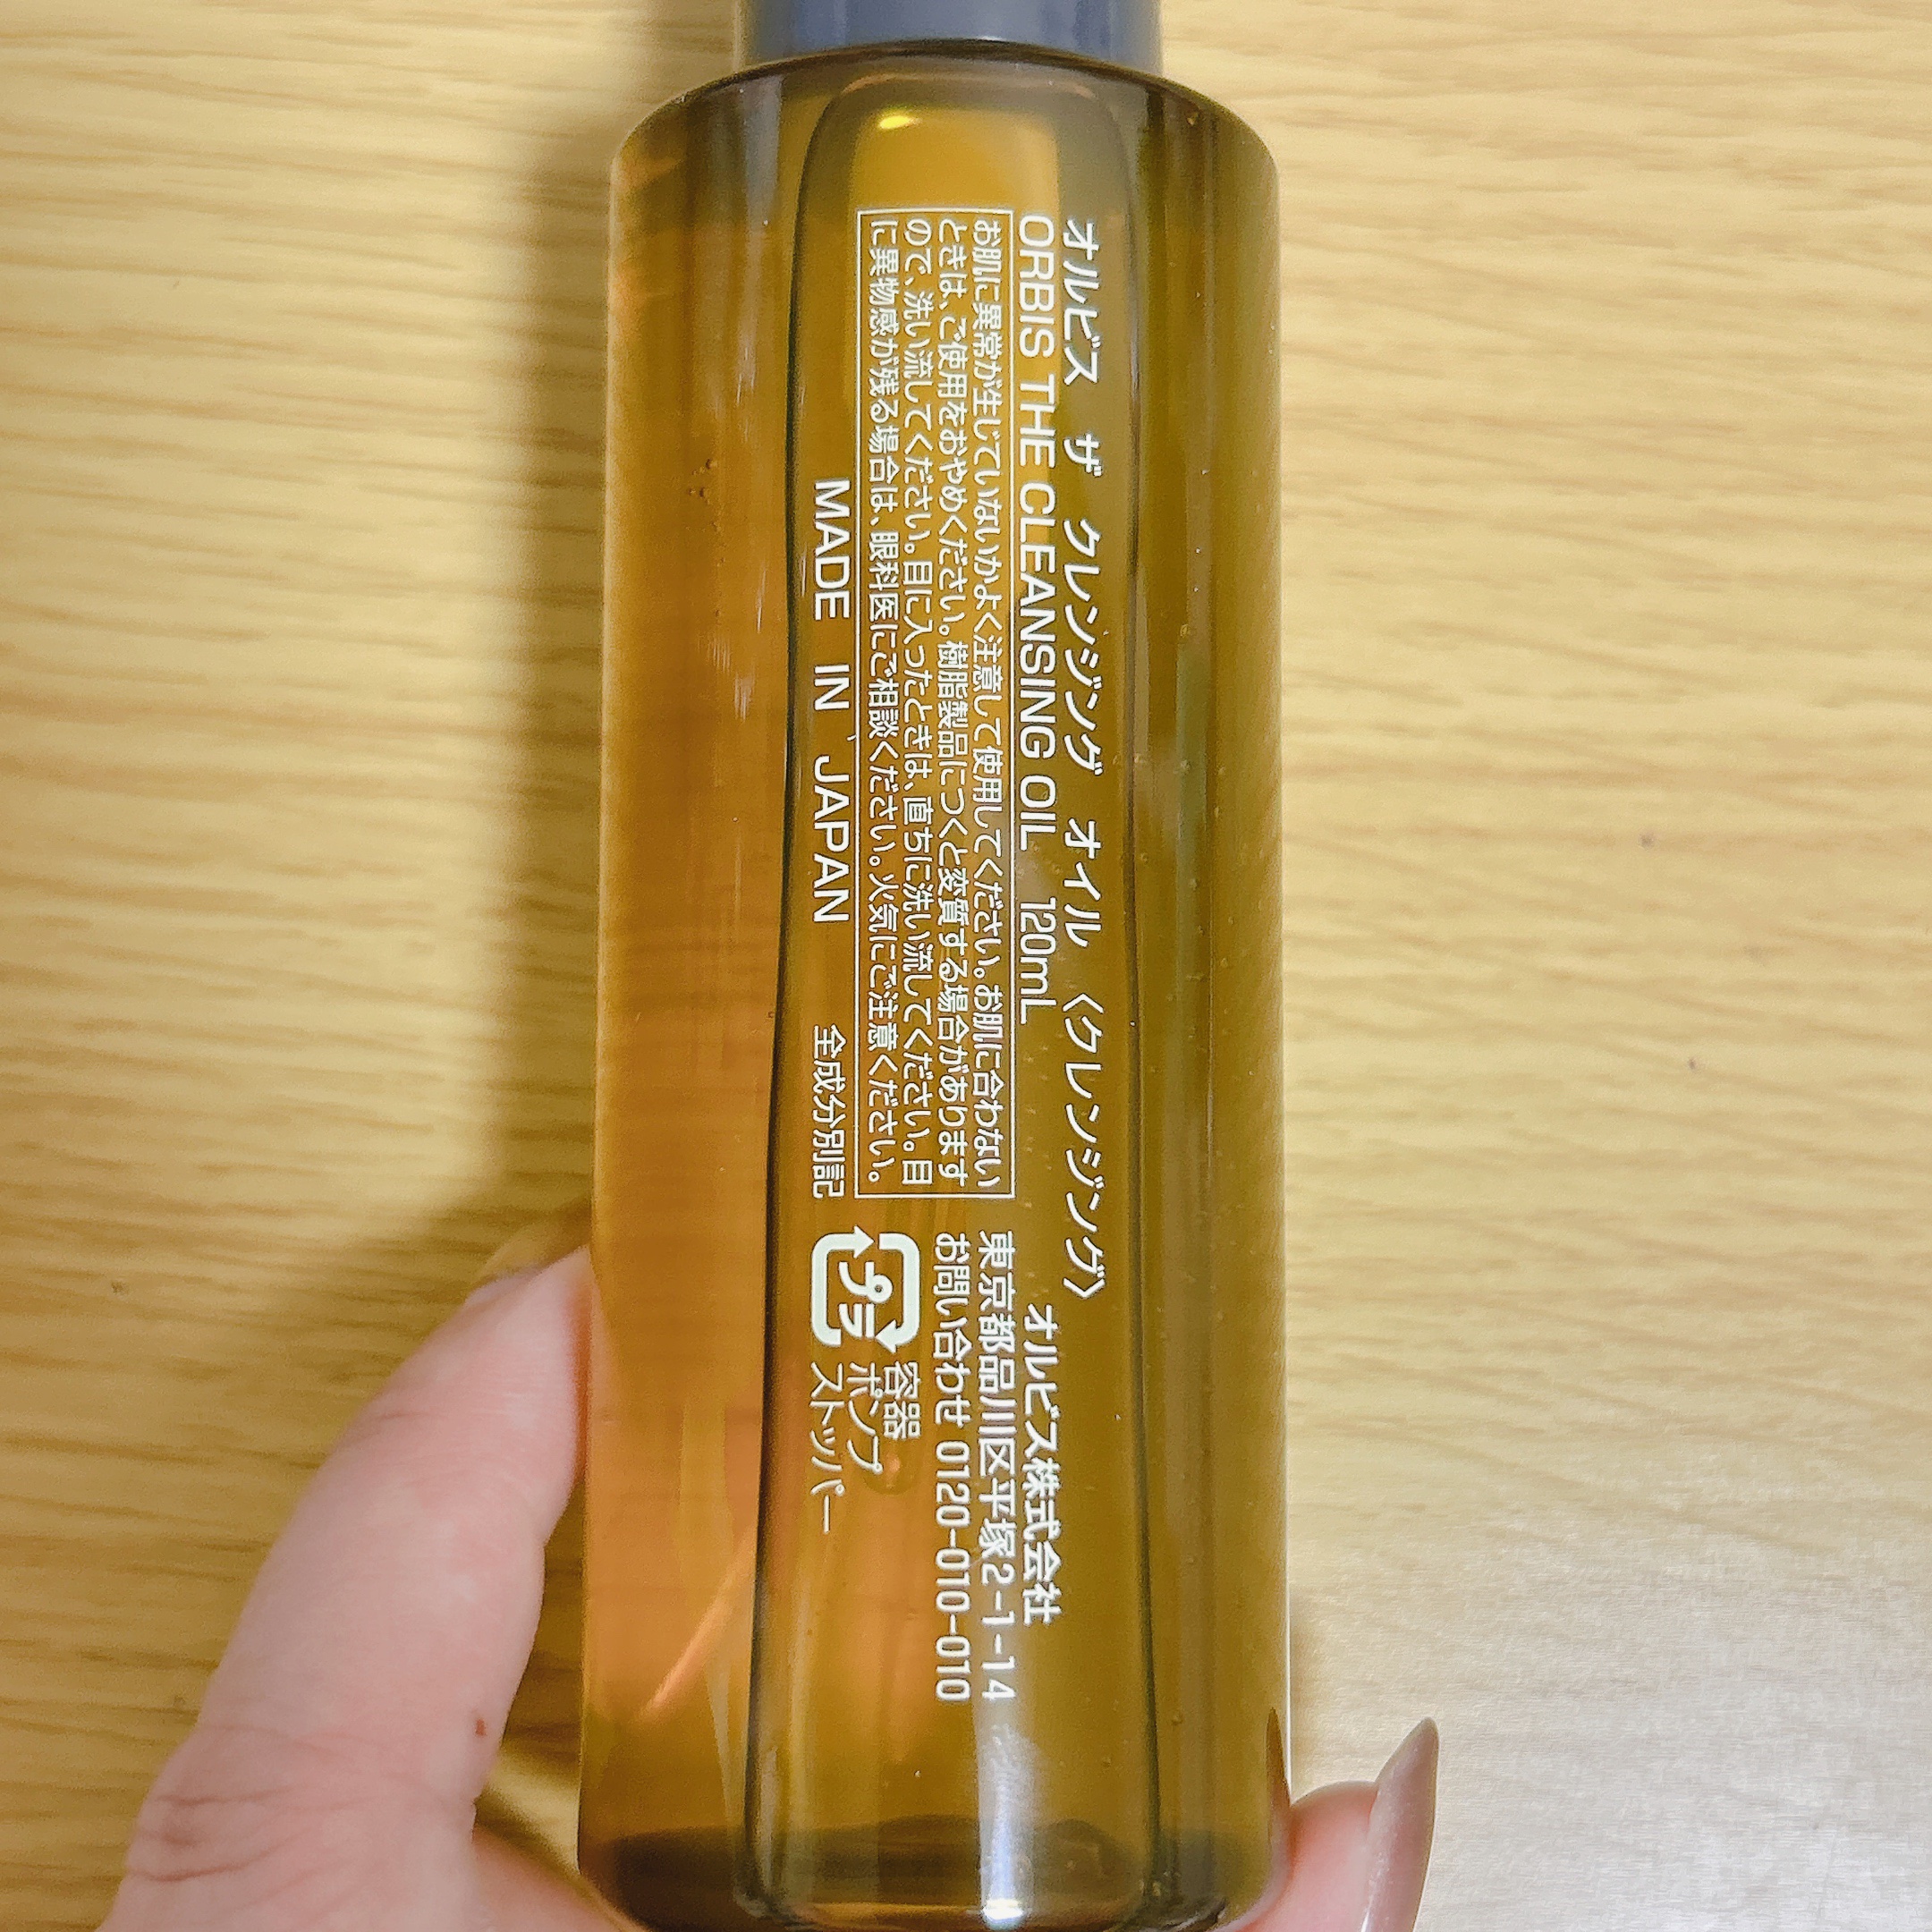 オルビス ザ クレンジング オイル 〈クレンジング〉
ORBIS THE CLEANSING OIL 120mL
お肌に異常が生じていないかよく注意して使用してください。お肌に合わない
ときは、ご使用をおやめください。樹脂製品につくと変質する場合があります
ので、洗い流してください。目に入ったときは、直ちに洗い流してください。目
に異物感が残る場合は、眼科医にご相談ください。火気にご注意ください。
MADE IN JAPAN 全成分別記
オルビス株式会社
東京都品川区平塚2-1-14
お問い合わせ 0120-010-010
プラ
容器
ポンプ
ストッパー